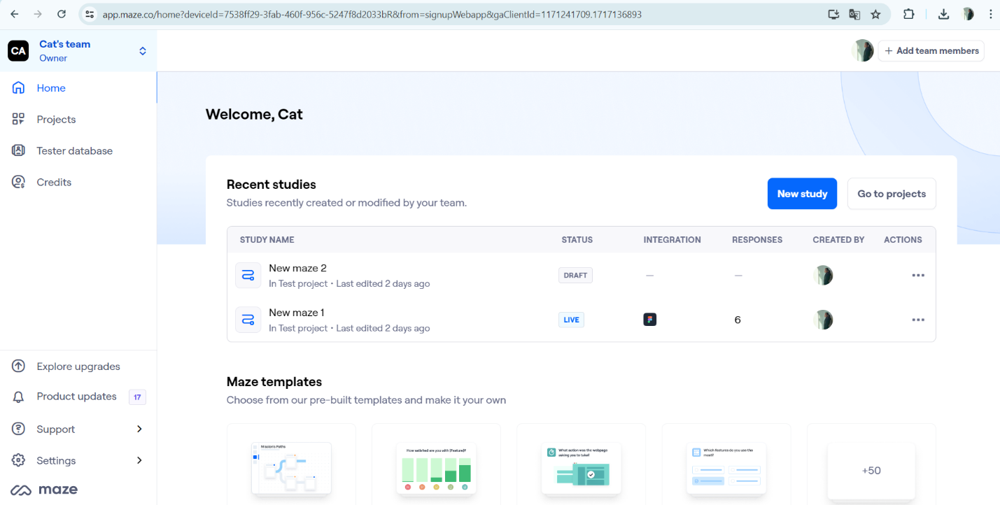 app.maze.co/home?deviceId=7538ff29-3fab-460f-956c-5247f8d2033bR&from=signupWebapp&gaClientId=1171241709.1717136893
CA
Cat's team
Owner
+ Add team members
Home
Projects
Tester database
Credits
Explore upgrades
Product updates 17
Support
Settings
maze
Welcome, Cat
Recent studies
Studies recently created or modified by your team.
New study
Go to projects
STUDY NAME STATUS INTEGRATION RESPONSES CREATED BY ACTIONS
New maze 2
In Test project • Last edited 2 days ago
DRAFT — —
New maze 1
In Test project • Last edited 2 days ago
LIVE 6
Maze templates
Choose from our pre-built templates and make it your own
Mission's Paths
How satisfied are you with [Feature]?
What action was the webpage
asking you to take?
Which features do you use the
most?
+50